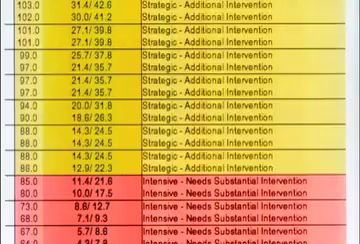 103.0 31.4/ 42.6 Strategic - Additional Intervention
102.0 30.0/ 41.2 Strategic - Additional Intervention
101.0 27.1/ 39.8 Strategic - Additional Intervention
101.0 27.1/ 39.8 Strategic - Additional Intervention
99.0 25.7/ 37.8 Strategic - Additional Intervention
97.0 21.4/ 35.7 Strategic - Additional Intervention
97.0 21.4/ 35.7 Strategic - Additional Intervention
97.0 21.4/ 35.7 Strategic - Additional Intervention
94.0 20.0/ 31.8 Strategic - Additional Intervention
90.0 18.6/ 26.3 Strategic - Additional Intervention
88.0 14.3/ 24.5 Strategic - Additional Intervention
88.0 14.3/ 24.5 Strategic - Additional Intervention
88.0 14.3/ 24.5 Strategic - Additional Intervention
86.0 12.9/ 22.3 Strategic - Additional Intervention
85.0 11.4/ 21.6 Intensive - Needs Substantial Intervention
80.0 10.0/ 17.5 Intensive - Needs Substantial Intervention
73.0 8.6/ 12.7 Intensive - Needs Substantial Intervention
68.0 7.1/ 9.3 Intensive - Needs Substantial Intervention
67.0 5.7/ 8.6 Intensive - Needs Substantial Intervention
Intensive - Needs Substantial Intervention